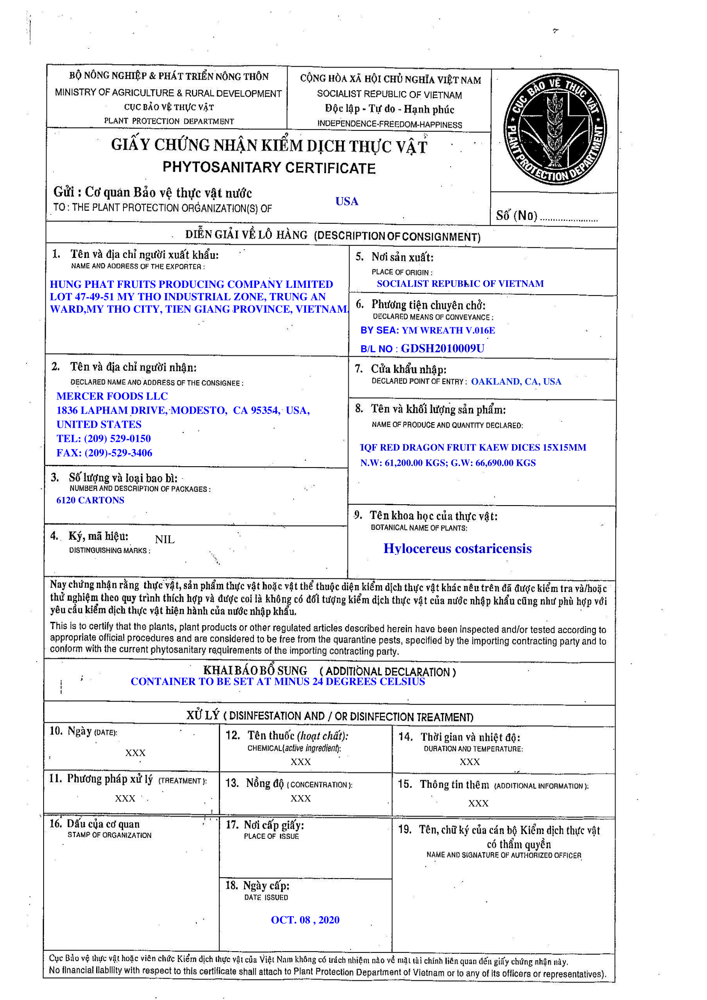 BỘ NÔNG NGHIỆP & PHÁT TRIỂN NÔNG THÔN
MINISTRY OF AGRICULTURE & RURAL DEVELOPMENT
CỤC BẢO VỆ THỰC VẬT
PLANT PROTECTION DEPARTMENT
CỘNG HÒA XÃ HỘI CHỦ NGHĨA VIỆT NAM
SOCIALIST REPUBLIC OF VIETNAM
Độc lập - Tự do - Hạnh phúc
INDEPENDENCE-FREEDOM-HAPPINESS
CỤC BẢO VỆ THỰC VẬT
PLANT PROTECTION DEPARTMENT
GIẤY CHỨNG NHẬN KIỂM DỊCH THỰC VẬT
PHYTOSANITARY CERTIFICATE
Gửi : Cơ quan Bảo vệ thực vật nước
TO : THE PLANT PROTECTION ORGANIZATION(S) OF
USA
Số (No) ......................
DIỄN GIẢI VỀ LÔ HÀNG (DESCRIPTION OF CONSIGNMENT)
1. Tên và địa chỉ người xuất khẩu:
NAME AND ADDRESS OF THE EXPORTER :
HUNG PHAT FRUITS PRODUCING COMPANY LIMITED
LOT 47-49-51 MY THO INDUSTRIAL ZONE, TRUNG AN
WARD,MY THO CITY, TIEN GIANG PROVINCE, VIETNAM.
5. Nơi sản xuất:
PLACE OF ORIGIN :
SOCIALIST REPUBLIC OF VIETNAM
6. Phương tiện chuyên chở:
DECLARED MEANS OF CONVEYANCE :
BY SEA: YM WREATH V.016E
B/L NO : GDSH2010009U
2. Tên và địa chỉ người nhận:
DECLARED NAME AND ADDRESS OF THE CONSIGNEE :
MERCER FOODS LLC
1836 LAPHAM DRIVE, MODESTO, CA 95354, USA,
UNITED STATES
TEL: (209) 529-0150
FAX: (209)-529-3406
7. Cửa khẩu nhập:
DECLARED POINT OF ENTRY : OAKLAND, CA, USA
8. Tên và khối lượng sản phẩm:
NAME OF PRODUCE AND QUANTITY DECLARED:
IQF RED DRAGON FRUIT KAEW DICES 15X15MM
N.W: 61,200.00 KGS; G.W: 66,690.00 KGS
3. Số lượng và loại bao bì:
NUMBER AND DESCRIPTION OF PACKAGES :
6120 CARTONS
9. Tên khoa học của thực vật:
BOTANICAL NAME OF PLANTS:
Hylocereus costaricensis
4. Ký, mã hiệu: NIL
DISTINGUISHING MARKS :
Nay chứng nhận rằng thực vật, sản phẩm thực vật hoặc vật thể thuộc diện kiểm dịch thực vật khác nêu trên đã được kiểm tra và/hoặc
thử nghiệm theo quy trình thích hợp và được coi là không có đối tượng kiểm dịch thực vật của nước nhập khẩu cũng như phù hợp với
yêu cầu kiểm dịch thực vật hiện hành của nước nhập khẩu.
This is to certify that the plants, plant products or other regulated articles described herein have been inspected and/or tested according to
appropriate official procedures and are considered to be free from the quarantine pests, specified by the importing contracting party and to
conform with the current phytosanitary requirements of the importing contracting party.
KHAI BÁO BỔ SUNG ( ADDITIONAL DECLARATION )
CONTAINER TO BE SET AT MINUS 24 DEGREES CELSIUS
XỬ LÝ ( DISINFESTATION AND / OR DISINFECTION TREATMENT)
10. Ngày (DATE):
XXX
12. Tên thuốc (hoạt chất):
CHEMICAL(active ingredient):
XXX
14. Thời gian và nhiệt độ:
DURATION AND TEMPERATURE:
XXX
11. Phương pháp xử lý (TREATMENT ):
XXX
13. Nồng độ ( CONCENTRATION ):
XXX
15. Thông tin thêm (ADDITIONAL INFORMATION ):
XXX
16. Dấu của cơ quan
STAMP OF ORGANIZATION
17. Nơi cấp giấy:
PLACE OF ISSUE
19. Tên, chữ ký của cán bộ Kiểm dịch thực vật
có thẩm quyền
NAME AND SIGNATURE OF AUTHORIZED OFFICER
18. Ngày cấp:
DATE ISSUED
OCT. 08 , 2020
Cục Bảo vệ thực vật hoặc viên chức Kiểm dịch thực vật của Việt Nam không có trách nhiệm nào về mặt tài chính liên quan đến giấy chứng nhận này.
No financial liability with respect to this certificate shall attach to Plant Protection Department of Vietnam or to any of its officers or representatives).